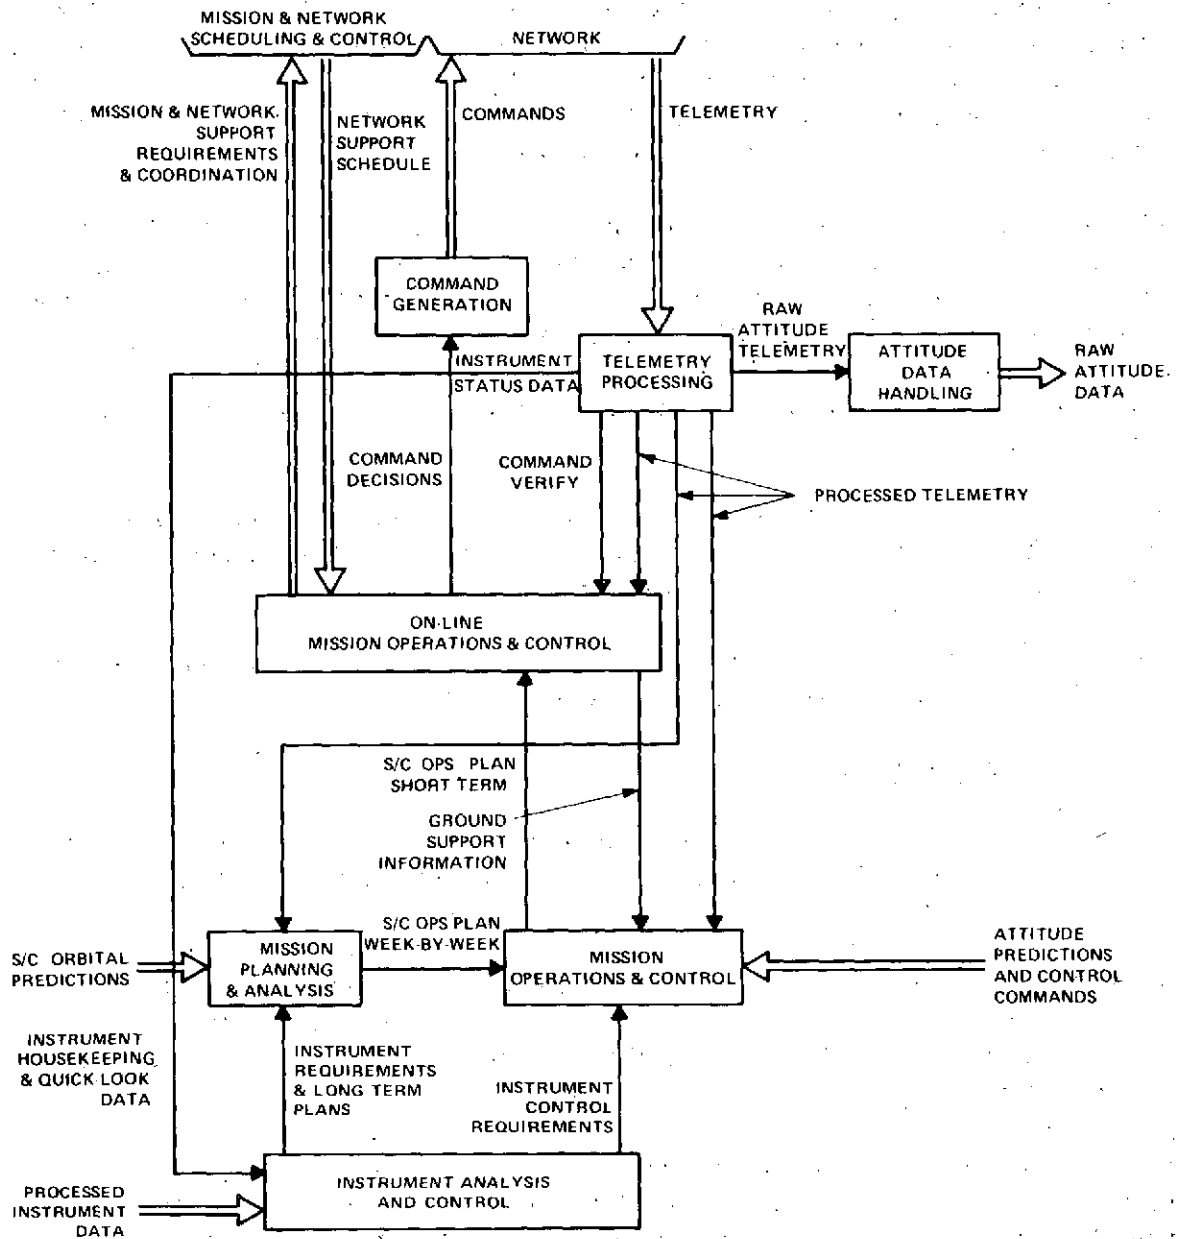 MISSION & NETWORK
SCHEDULING & CONTROL
NETWORK
MISSION & NETWORK
SUPPORT
REQUIREMENTS
& COORDINATION
NETWORK
SUPPORT
SCHEDULE
COMMANDS
TELEMETRY
COMMAND
GENERATION
INSTRUMENT
STATUS DATA
TELEMETRY
PROCESSING
RAW
ATTITUDE
TELEMETRY
ATTITUDE
DATA
HANDLING
RAW
ATTITUDE
DATA
COMMAND
DECISIONS
COMMAND
VERIFY
PROCESSED TELEMETRY
ON-LINE
MISSION OPERATIONS & CONTROL
S/C OPS PLAN
SHORT TERM
GROUND
SUPPORT
INFORMATION
S/C ORBITAL
PREDICTIONS
MISSION
PLANNING
& ANALYSIS
S/C OPS PLAN
WEEK-BY-WEEK
MISSION
OPERATIONS & CONTROL
ATTITUDE
PREDICTIONS
AND CONTROL
COMMANDS
INSTRUMENT
HOUSEKEEPING
& QUICK LOOK
DATA
INSTRUMENT
REQUIREMENTS
& LONG TERM
PLANS
INSTRUMENT
CONTROL
REQUIREMENTS
INSTRUMENT ANALYSIS
AND CONTROL
PROCESSED
INSTRUMENT
DATA